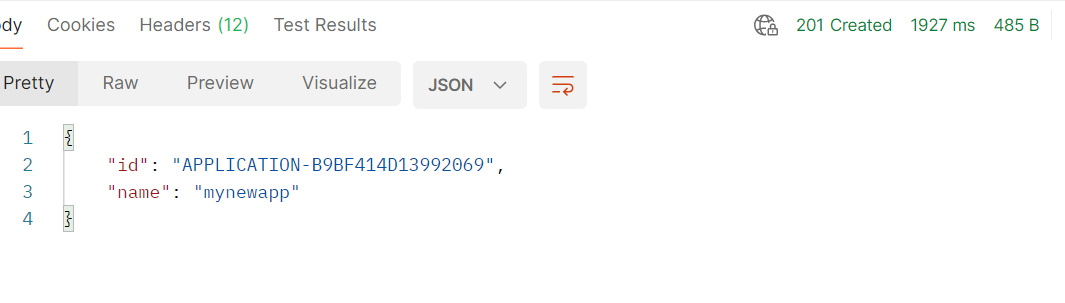 dy Cookies Headers (12) Test Results 201 Created 1927 ms 485 B
Pretty Raw Preview Visualize JSON
1 {
2 "id": "APPLICATION-B9BF414D13992069",
3 "name": "mynewapp"
4 }